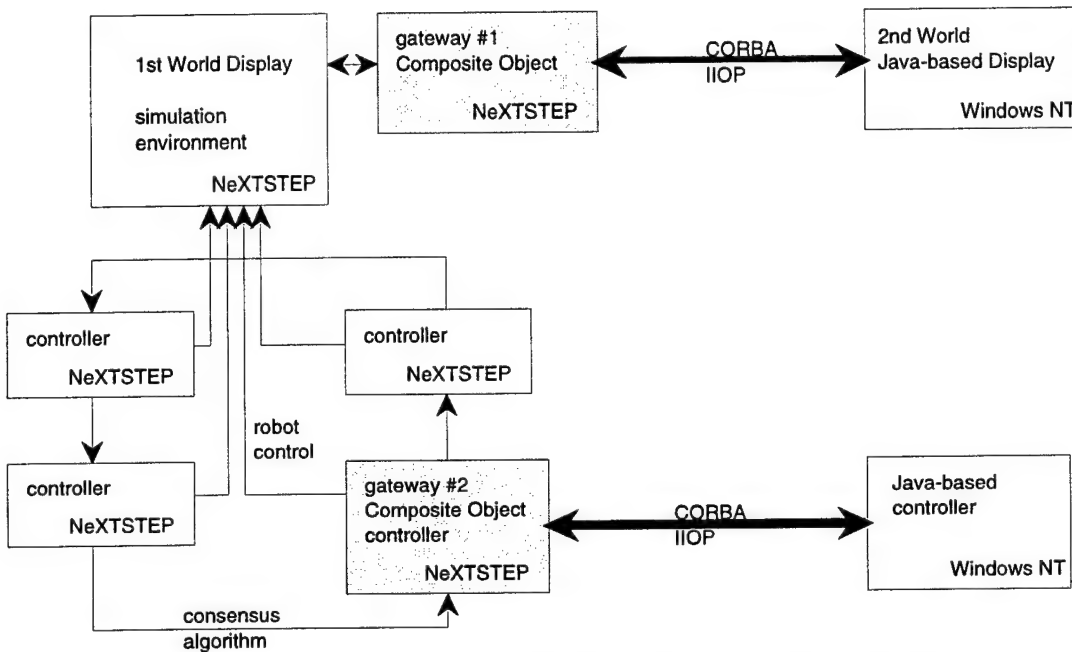 1st World Display
simulation
environment
NeXTSTEP
gateway #1
Composite Object
NeXTSTEP
CORBA
IIOP
2nd World
Java-based Display
Windows NT
controller
NeXTSTEP
controller
NeXTSTEP
robot
control
controller
NeXTSTEP
gateway #2
Composite Object
controller
NeXTSTEP
CORBA
IIOP
Java-based
controller
Windows NT
consensus
algorithm